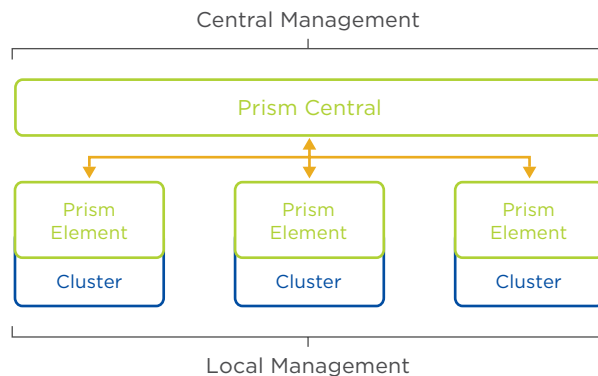 Central Management
Prism Central
Prism
Element
Cluster
Prism
Element
Cluster
Prism
Element
Cluster
Local Management